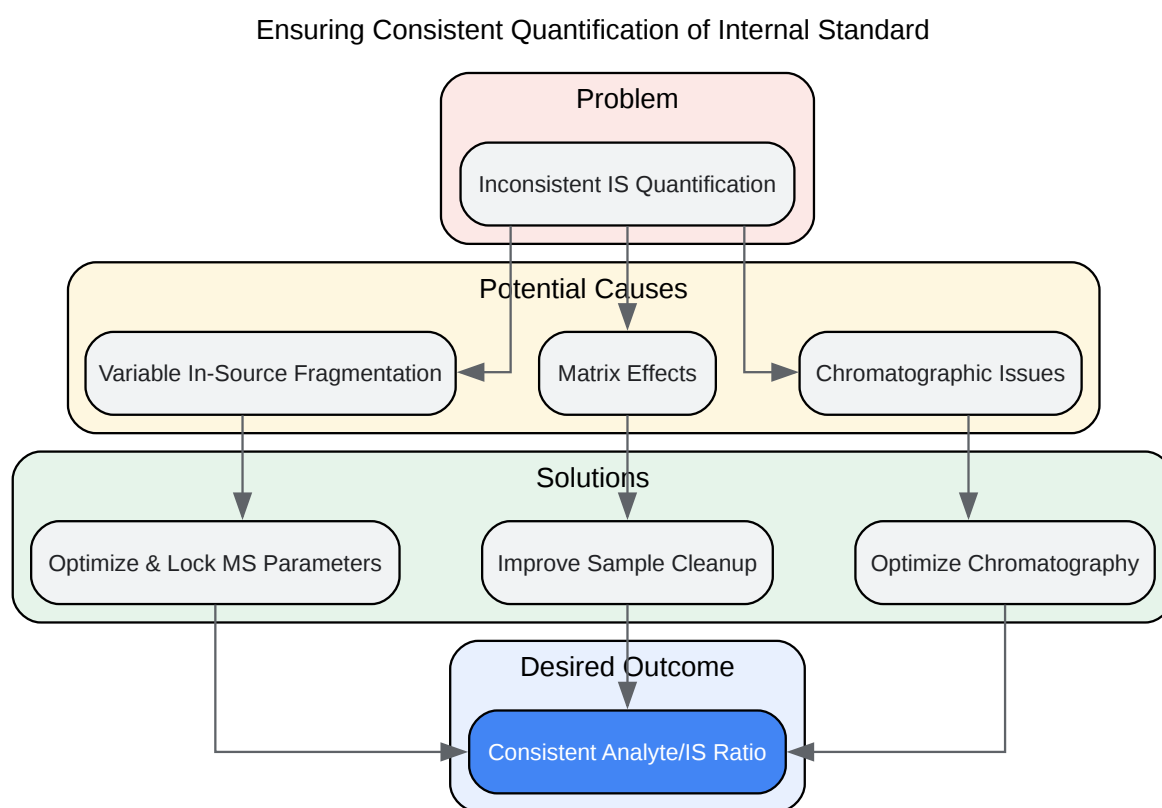 Ensuring Consistent Quantification of Internal Standard
Problem
Inconsistent IS Quantification
Potential Causes
Variable In-Source Fragmentation
Matrix Effects
Chromatographic Issues
Solutions
Optimize & Lock MS Parameters
Improve Sample Cleanup
Optimize Chromatography
Desired Outcome
Consistent Analyte/IS Ratio